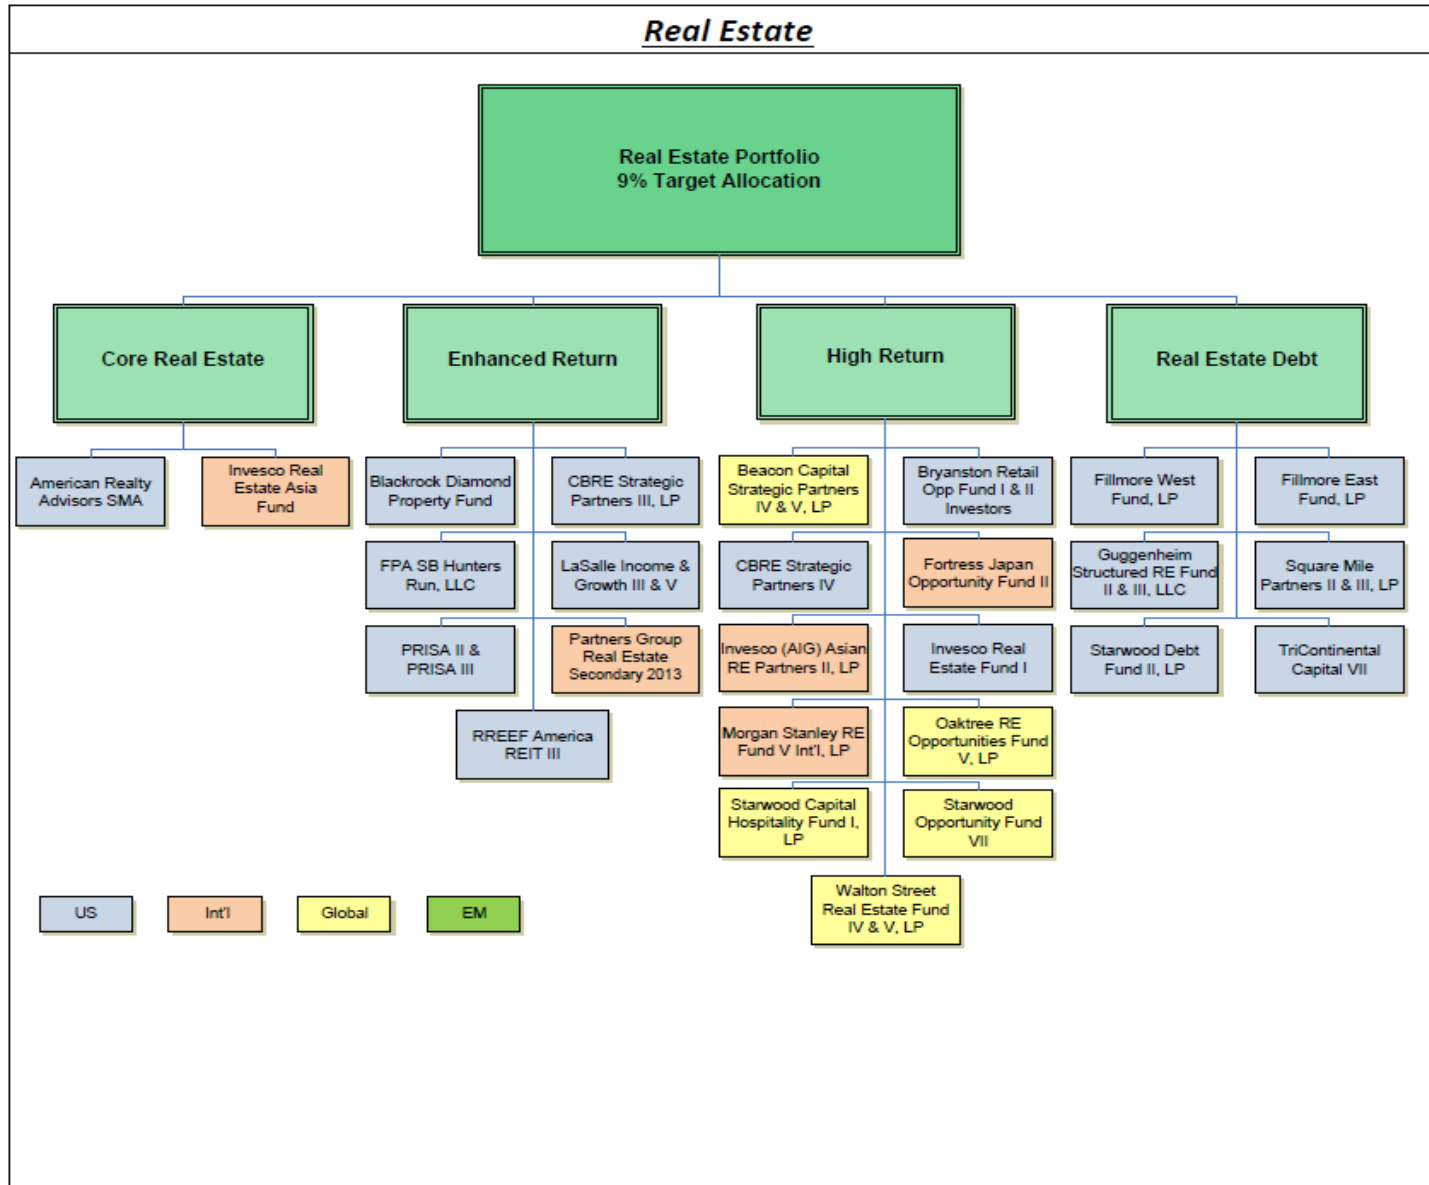 Real Estate
Real Estate Portfolio
9% Target Allocation
Core Real Estate
Enhanced Return
High Return
Real Estate Debt
American Realty
Advisors SMA
Invesco Real
Estate Asia
Fund
Blackrock Diamond
Property Fund
CBRE Strategic
Partners III, LP
FPA SB Hunters
Run, LLC
LaSalle Income &
Growth III & V
PRISA II &
PRISA III
Partners Group
Real Estate
Secondary 2013
RREEF America
REIT III
Beacon Capital
Strategic Partners
IV & V, LP
Bryanston Retail
Opp Fund I & II
Investors
CBRE Strategic
Partners IV
Fortress Japan
Opportunity Fund II
Invesco (AIG) Asian
RE Partners II, LP
Invesco Real
Estate Fund I
Morgan Stanley RE
Fund V Int'l, LP
Oaktree RE
Opportunities Fund
V, LP
Starwood Capital
Hospitality Fund I,
LP
Starwood
Opportunity Fund
VII
Walton Street
Real Estate Fund
IV & V, LP
Fillmore West
Fund, LP
Fillmore East
Fund, LP
Guggenheim
Structured RE Fund
II & III, LLC
Square Mile
Partners II & III, LP
Starwood Debt
Fund II, LP
TriContinental
Capital VII
US
Int'l
Global
EM